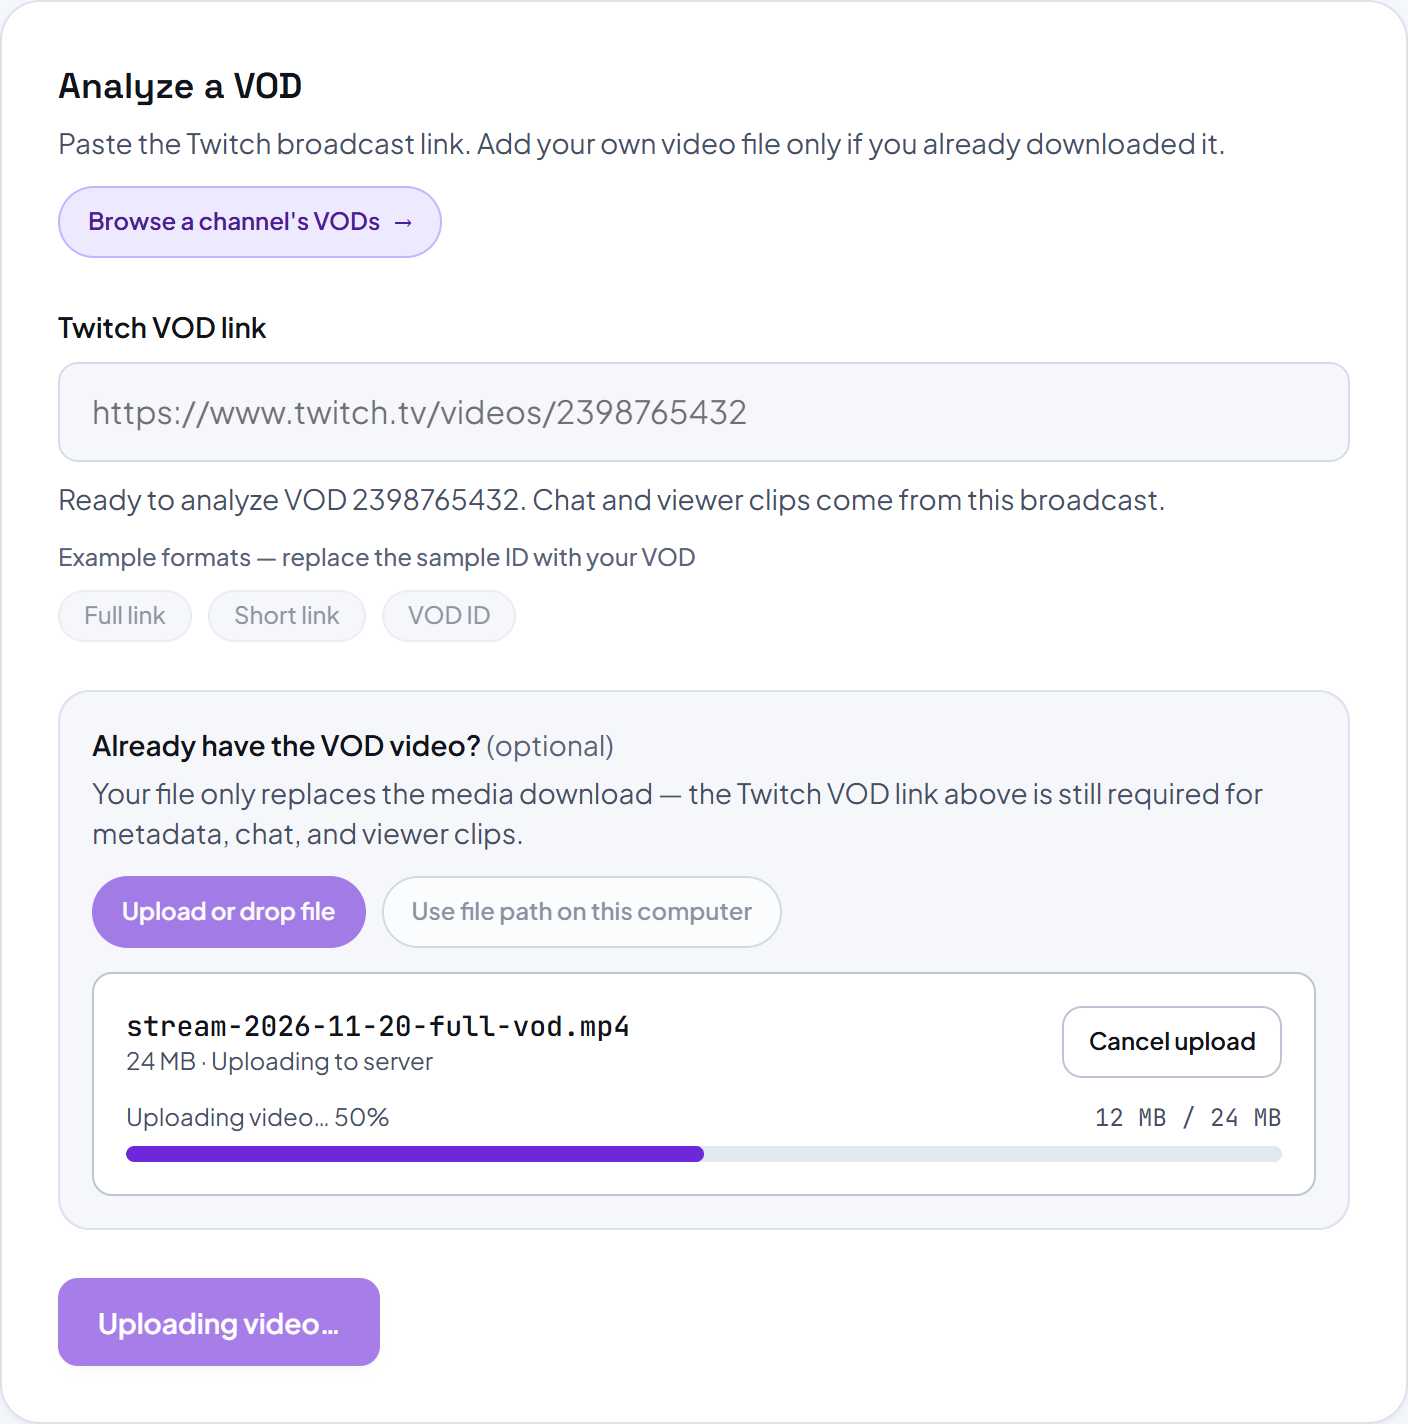 Analyze a VOD
Paste the Twitch broadcast link. Add your own video file only if you already downloaded it.
Browse a channel's VODs →
Twitch VOD link
https://www.twitch.tv/videos/2398765432
Ready to analyze VOD 2398765432. Chat and viewer clips come from this broadcast.
Example formats — replace the sample ID with your VOD
Full link
Short link
VOD ID
Already have the VOD video? (optional)
Your file only replaces the media download — the Twitch VOD link above is still required for
metadata, chat, and viewer clips.
Upload or drop file
Use file path on this computer
stream-2026-11-20-full-vod.mp4
24 MB · Uploading to server
Cancel upload
Uploading video… 50%
12 MB / 24 MB
Uploading video…